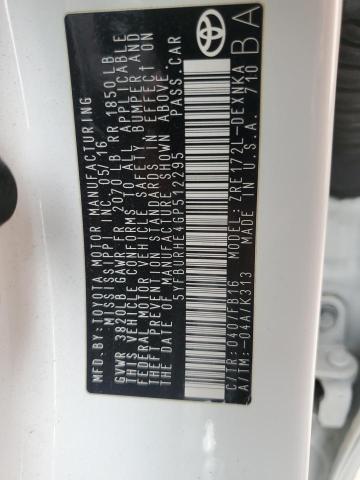 MFD.BY:TOYOTA MOTOR MANUFACTURING
MISSISSIPPI INC. 05/16
GVWR 3820LB GAWR FR 2070 LB RR 1850 LB
THIS VEHICLE CONFORMS TO ALL APPLICABLE
FEDERAL MOTOR VEHICLE SAFETY BUMPER AND
THEFT PREVENTION STANDARDS IN EFFECT ON
THE DATE OF MANUFACTURE SHOWN ABOVE.
5YFBURHE4GP512295 PASS.CAR
TOYOTA
C/TR: 040/FB16 MODEL: ZRE172L-DEXNKA
A/TM: -04A/K313 MADE IN U.S.A. 710
BA